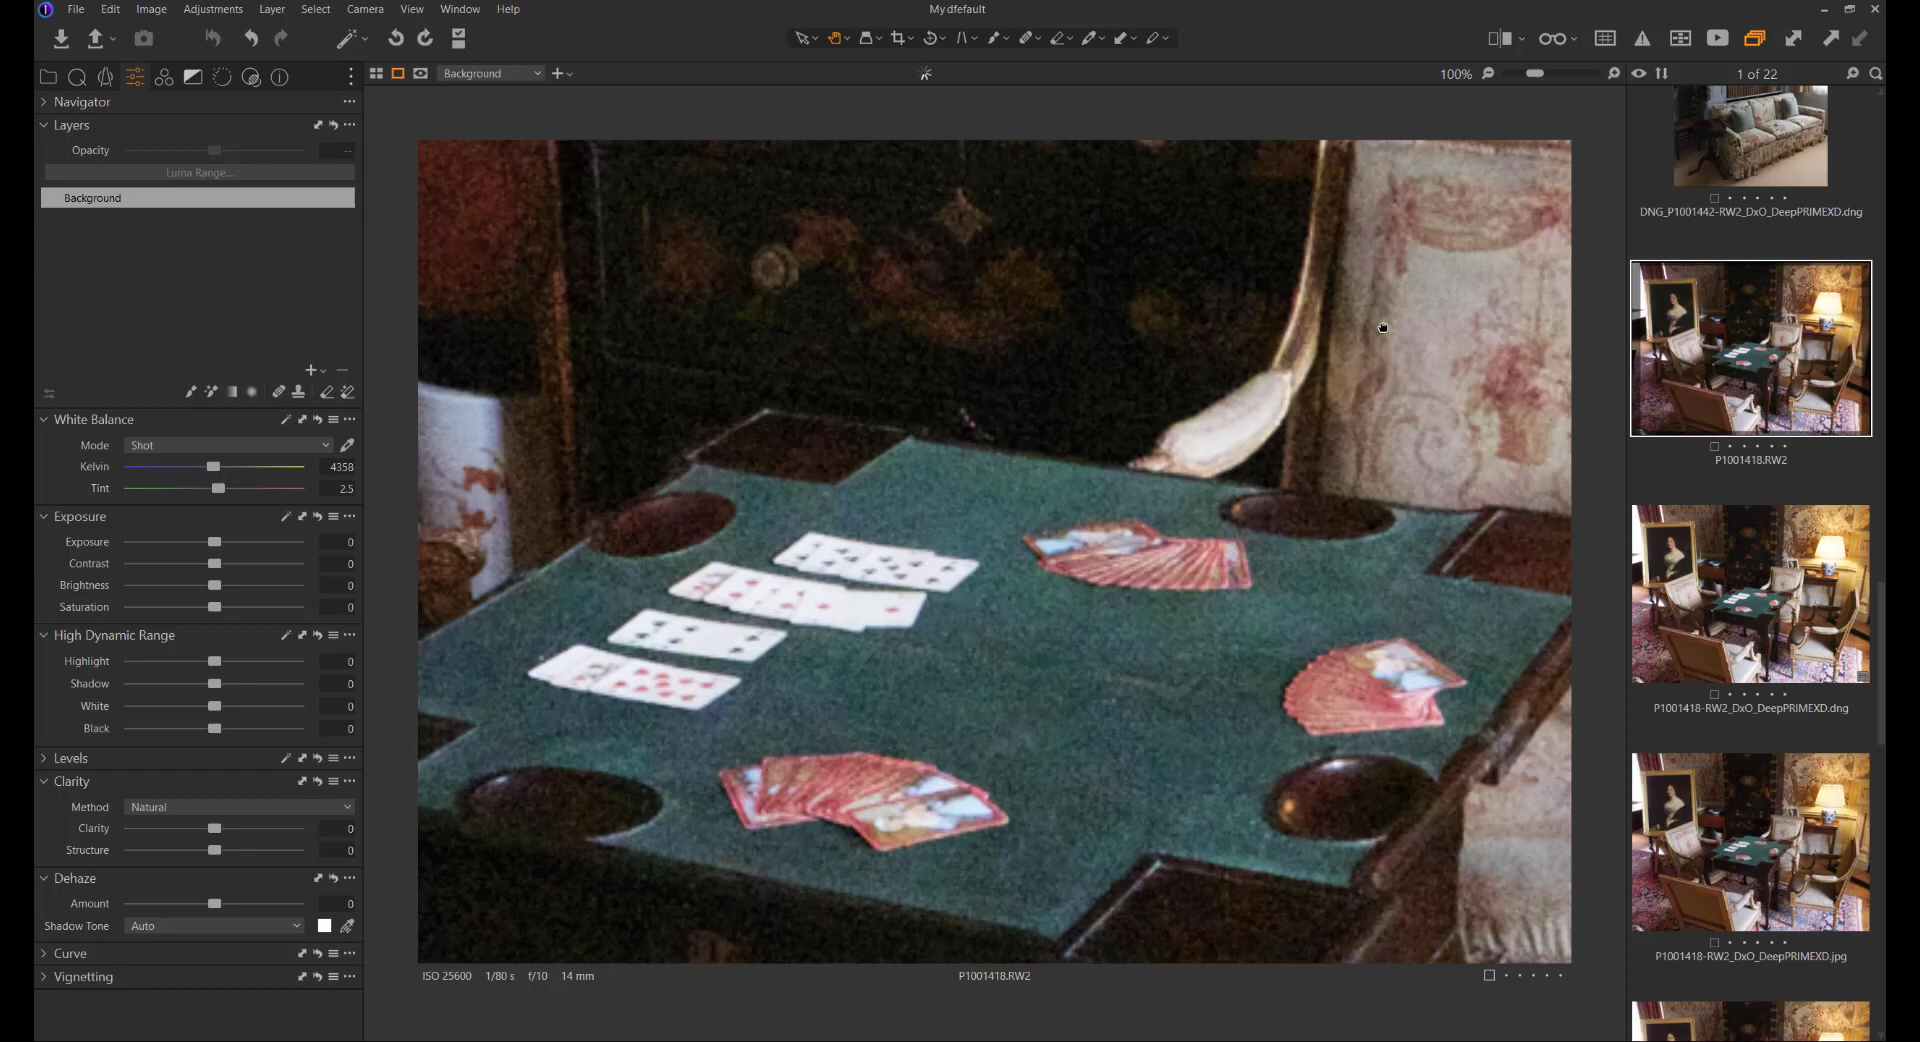 File Edit Image Adjustments Layer Select Camera View Window Help
My dfefault
Background
100%
1 of 22
Navigator
Layers
Opacity
--
Luma Range...
Background
White Balance
Mode Shot
Kelvin 4358
Tint 2.5
Exposure
Exposure 0
Contrast 0
Brightness 0
Saturation 0
High Dynamic Range
Highlight 0
Shadow 0
White 0
Black 0
Levels
Clarity
Method Natural
Clarity 0
Structure 0
Dehaze
Amount 0
Shadow Tone Auto
Curve
Vignetting
ISO 25600 1/80 s f/10 14 mm
P1001418.RW2
DNG_P1001442-RW2_DxO_DeepPRIMEXD.dng
P1001418.RW2
P1001418-RW2_DxO_DeepPRIMEXD.dng
P1001418-RW2_DxO_DeepPRIMEXD.jpg